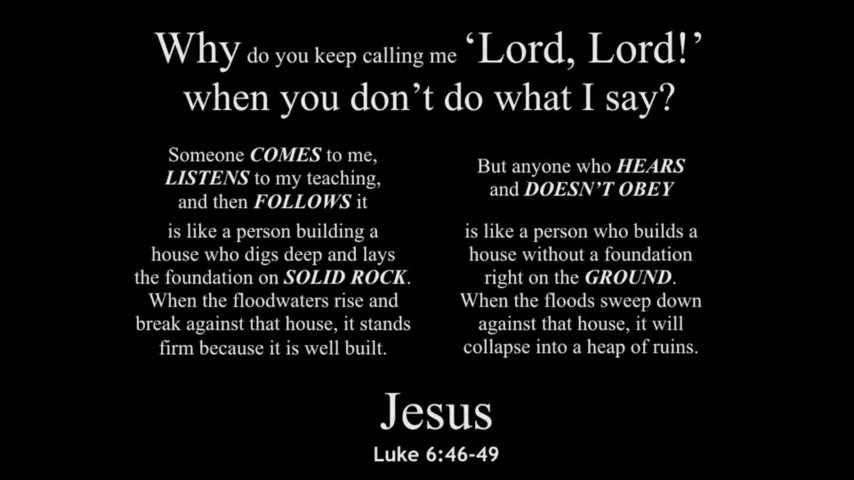 Why do you keep calling me ‘Lord, Lord!’
when you don’t do what I say?
Someone COMES to me,
LISTENS to my teaching,
and then FOLLOWS it
is like a person building a
house who digs deep and lays
the foundation on SOLID ROCK.
When the floodwaters rise and
break against that house, it stands
firm because it is well built.
But anyone who HEARS
and DOESN’T OBEY
is like a person who builds a
house without a foundation
right on the GROUND.
When the floods sweep down
against that house, it will
collapse into a heap of ruins.
Jesus
Luke 6:46-49